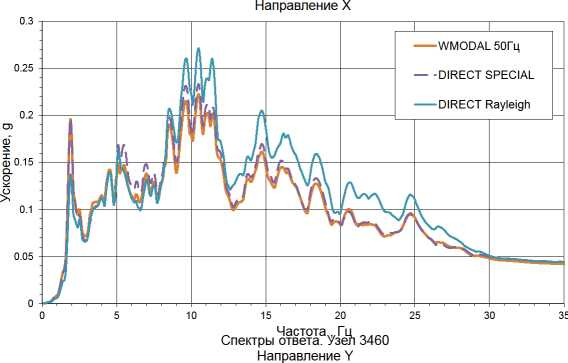 Направление X
0.3
0.25
0.2
0.15
0.1
0.05
0
Ускорение, g
WMODAL 50Гц
DIRECT SPECIAL
DIRECT Rayleigh
0 5 10 15 20 25 30 35
Частота , Гц
Спектры ответа. Узел 3460
Направление Y